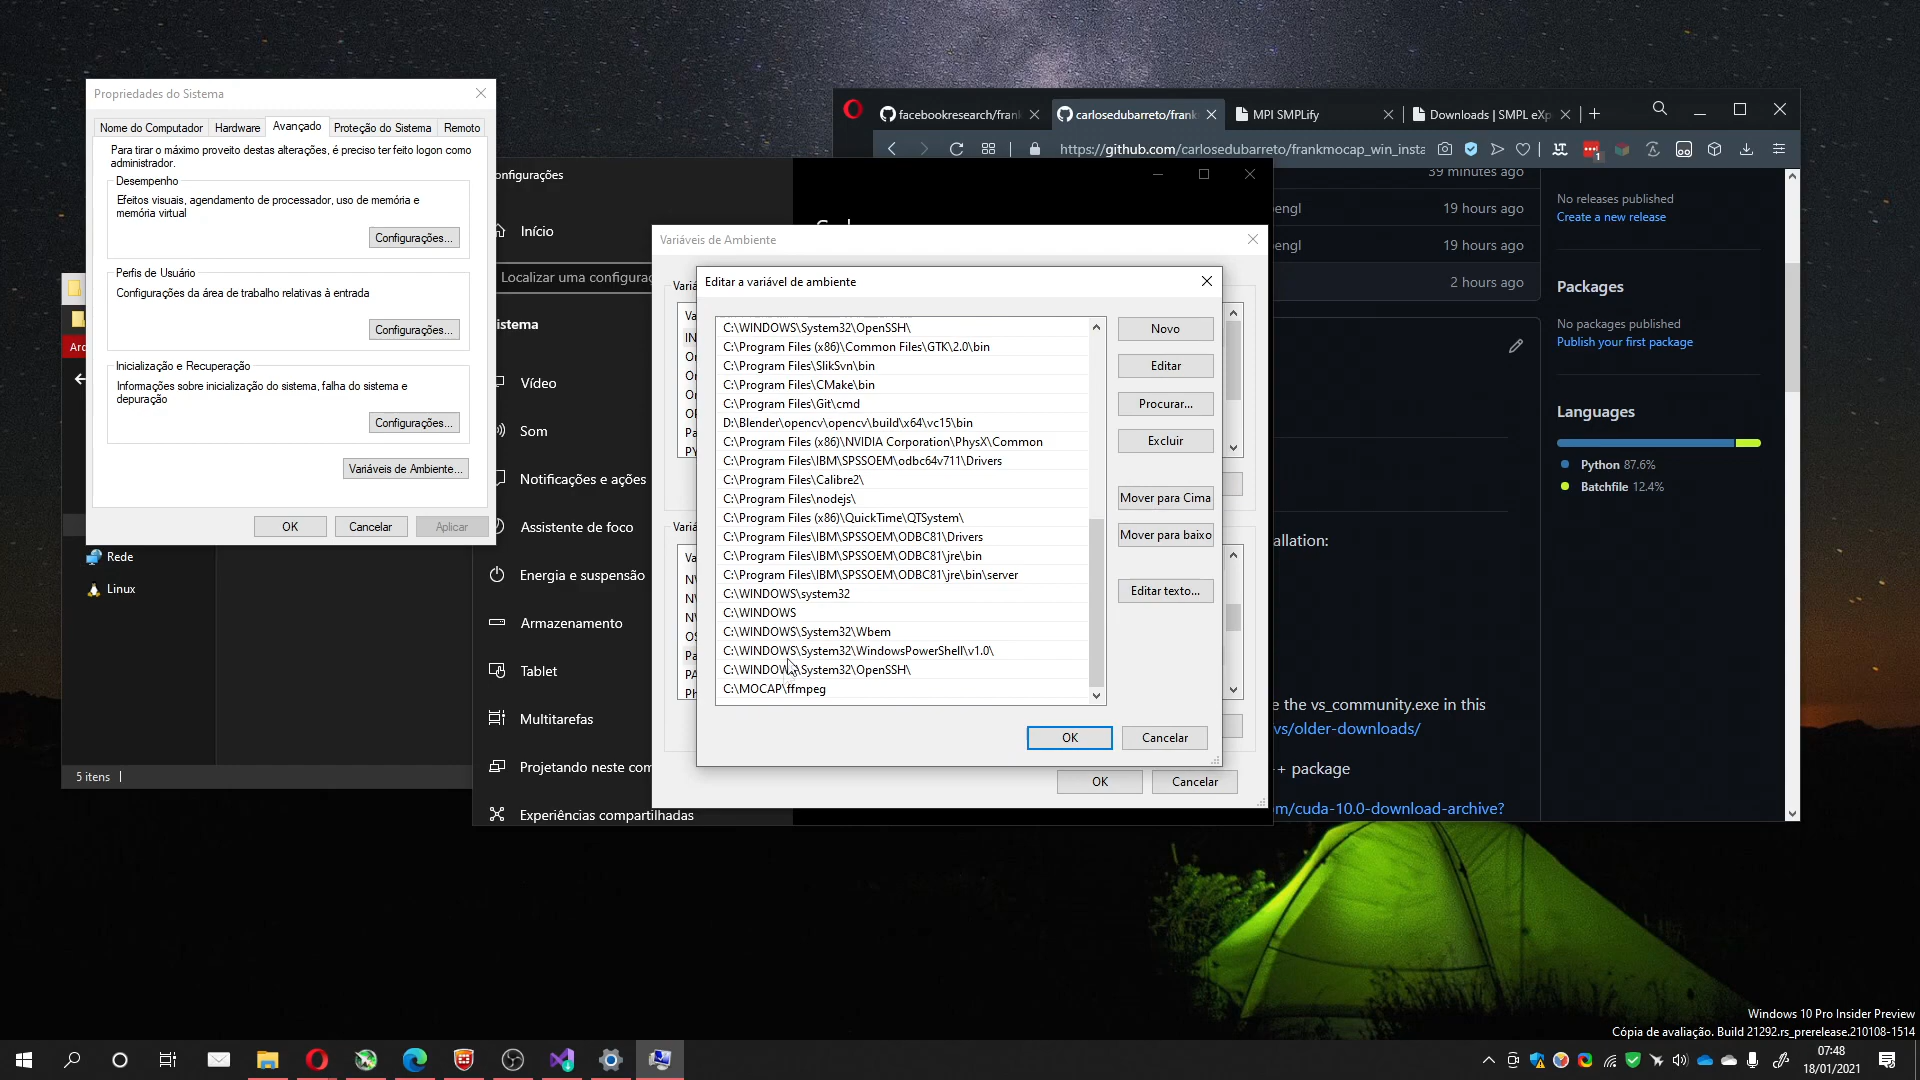 Propriedades do Sistema
Nome do Computador
Hardware
Avançado
Proteção do Sistema
Remoto
Para tirar o máximo proveito destas alterações, é preciso ter feito logon como
administrador.
Desempenho
Efeitos visuais, agendamento de processador, uso de memória e
memória virtual
Configurações...
Perfis de Usuário
Configurações da área de trabalho relativas à entrada
Configurações...
Inicialização e Recuperação
Informações sobre inicialização do sistema, falha do sistema e
depuração
Configurações...
Variáveis de Ambiente...
OK
Cancelar
Aplicar
Rede
Linux
5 itens
onfigurações
Início
Localizar uma configuraç
istema
Vídeo
Som
Notificações e ações
Assistente de foco
Energia e suspensão
Armazenamento
Tablet
Multitarefas
Projetando neste com
Experiências compartilhadas
Variáveis de Ambiente
OK
Cancelar
Editar a variável de ambiente
C:\WINDOWS\System32\OpenSSH\
C:\Program Files (x86)\Common Files\GTK\2.0\bin
C:\Program Files\SlikSvn\bin
C:\Program Files\CMake\bin
C:\Program Files\Git\cmd
D:\Blender\opencv\opencv\build\x64\vc15\bin
C:\Program Files (x86)\NVIDIA Corporation\PhysX\Common
C:\Program Files\IBM\SPSSOEM\odbc64v711\Drivers
C:\Program Files\Calibre2\
C:\Program Files\nodejs\
C:\Program Files (x86)\QuickTime\QTSystem\
C:\Program Files\IBM\SPSSOEM\ODBC81\Drivers
C:\Program Files\IBM\SPSSOEM\ODBC81\jre\bin
C:\Program Files\IBM\SPSSOEM\ODBC81\jre\bin\server
C:\WINDOWS\system32
C:\WINDOWS
C:\WINDOWS\System32\Wbem
C:\WINDOWS\System32\WindowsPowerShell\v1.0\
C:\WINDOWS\System32\OpenSSH\
C:\MOCAP\ffmpeg
Novo
Editar
Procurar...
Excluir
Mover para Cima
Mover para baixo
Editar texto...
OK
Cancelar
facebookresearch/frank
carlosedubarreto/frank
MPI SMPLify
Downloads | SMPL eXp
https://github.com/carlosedubarreto/frankmocap_win_insta
39 minutes ago
engl
19 hours ago
engl
19 hours ago
2 hours ago
allation:
e the vs_community.exe in this
vs/older-downloads/
+ package
m/cuda-10.0-download-archive?
No releases published
Create a new release
Packages
No packages published
Publish your first package
Languages
Python 87.6%
Batchfile 12.4%
Windows 10 Pro Insider Preview
Cópia de avaliação. Build 21292.rs_prerelease.210108-1514
07:48
18/01/2021